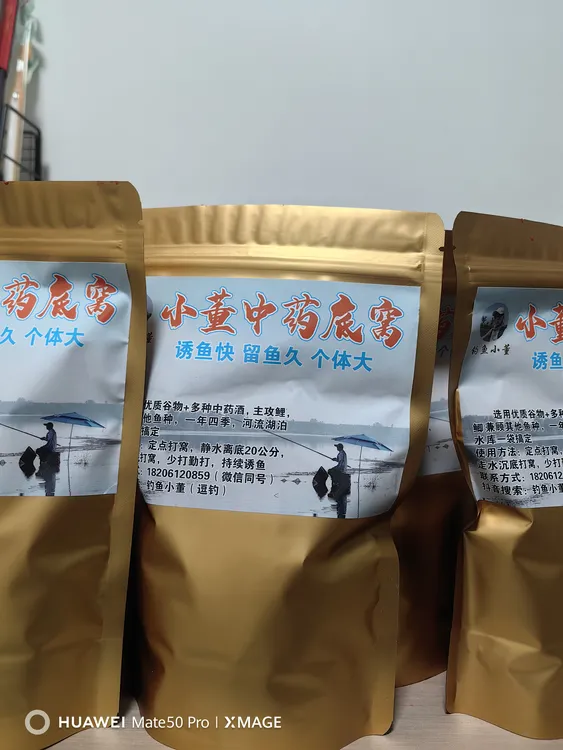 药底窝
久 个体大
小董中药底窝
诱鱼快 留鱼久 个体大
优质谷物+多种中药酒，主攻鲤，
他鱼种，一年四季，河流湖泊
搞定
定点打窝，静水离底20公分，
打窝，少打勤打，持续诱鱼
18206120859（微信同号）
钓鱼小董（逗钓）
钓鱼小董
小
诱鱼
选用优质谷物+多种
鲴 兼顾其他鱼种，一年
水库一袋搞定
使用方法：定点打窝，
走水沉底打窝，少打
联系方式：1820612
抖音搜索：钓鱼小董
HUAWEI Mate50 Pro | XMAGE